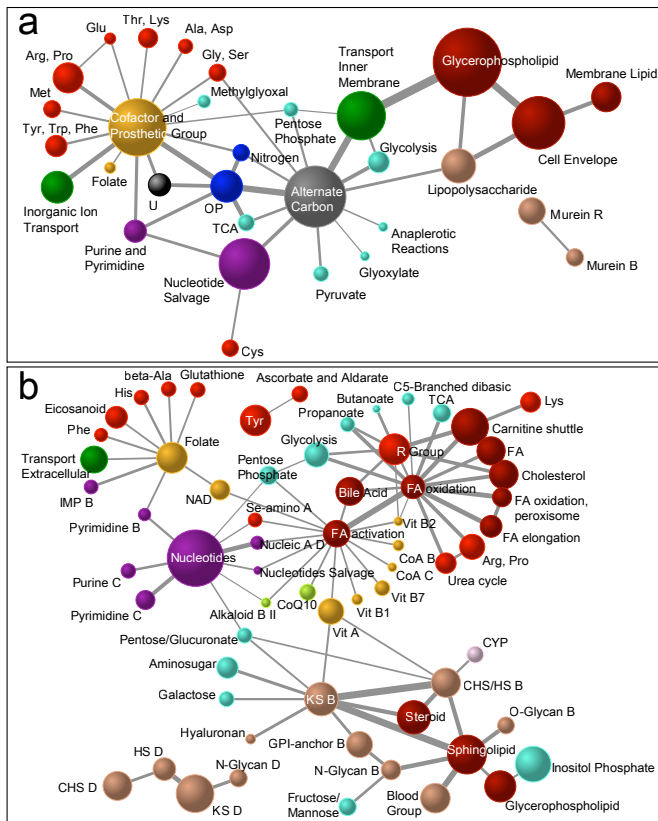 a
Thr, Lys
Glu
Ala, Asp
Arg, Pro
Gly, Ser
Transport
Inner
Membrane
Glycerophospholipid
Membrane Lipid
Met
Methylglyoxal
Cofactor and
Prosthetic Group
Pentose
Phosphate
Tyr, Trp, Phe
Nitrogen
Glycolysis
Cell Envelope
Folate
U
OP
Alternate
Carbon
Lipopolysaccharide
Inorganic Ion
Transport
TCA
Murein R
Anaplerotic
Reactions
Purine and
Pyrimidine
Nucleotide
Salvage
Glyoxylate
Murein B
Pyruvate
Cys
b
beta-Ala
Glutathione
Ascorbate and Aldarate
C5-Branched dibasic
His
Butanoate
TCA
Eicosanoid
Propanoate
Lys
Phe
Tyr
Carnitine shuttle
Folate
Glycolysis
R Group
FA
Transport
Extracellular
Pentose
Phosphate
Cholesterol
IMP B
NAD
Bile Acid
FA oxidation
FA oxidation,
peroxisome
Se-amino A
Pyrimidine B
Vit B2
FA elongation
Nucleotides
Nucleic A D
FA activation
CoA B
Arg, Pro
Purine C
Nucleotides Salvage
CoA C
Urea cycle
Pyrimidine C
CoQ10
Vit B7
Alkaloid B II
Vit B1
Vit A
Pentose/Glucuronate
CYP
Aminosugar
CHS/HS B
Galactose
KS B
Steroid
O-Glycan B
Hyaluronan
GPI-anchor B
Sphingolipid
HS D
N-Glycan D
N-Glycan B
Inositol Phosphate
CHS D
KS D
Fructose/
Mannose
Blood
Group
Glycerophospholipid